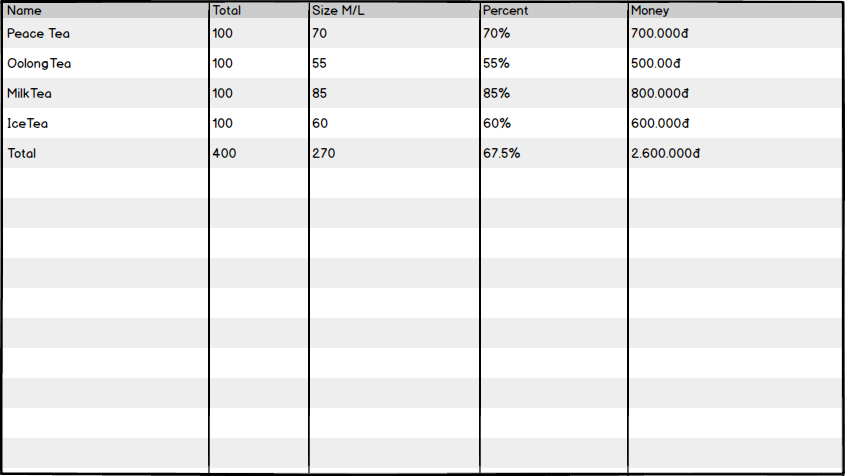 Name Total Size M/L Percent Money
Peace Tea 100 70 70% 700.000đ
OolongTea 100 55 55% 500.00đ
MilkTea 100 85 85% 800.000đ
IceTea 100 60 60% 600.000đ
Total 400 270 67.5% 2.600.000đ